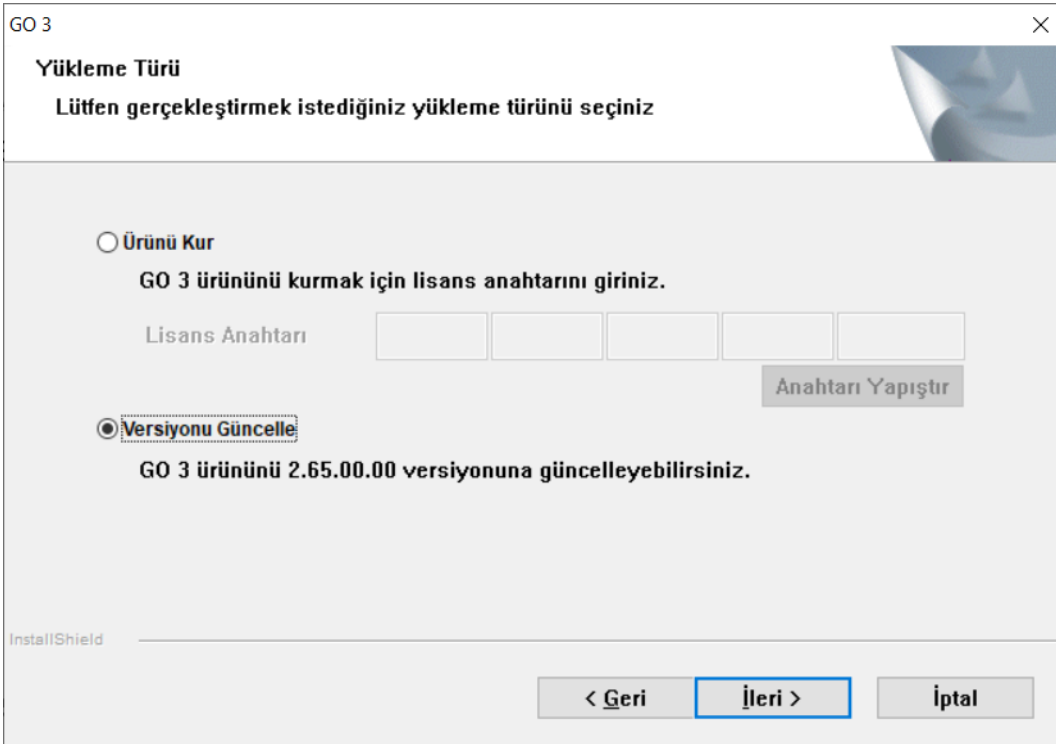 GO 3
Yükleme Türü
Lütfen gerçekleştirmek istediğiniz yükleme türünü seçiniz
Ürünü Kur
GO 3 ürününü kurmak için lisans anahtarını giriniz.
Lisans Anahtarı
Anahtarı Yapıştır
Versiyonu Güncelle
GO 3 ürününü 2.65.00.00 versiyonuna güncelleyebilirsiniz.
InstallShield
< Geri
İleri >
İptal